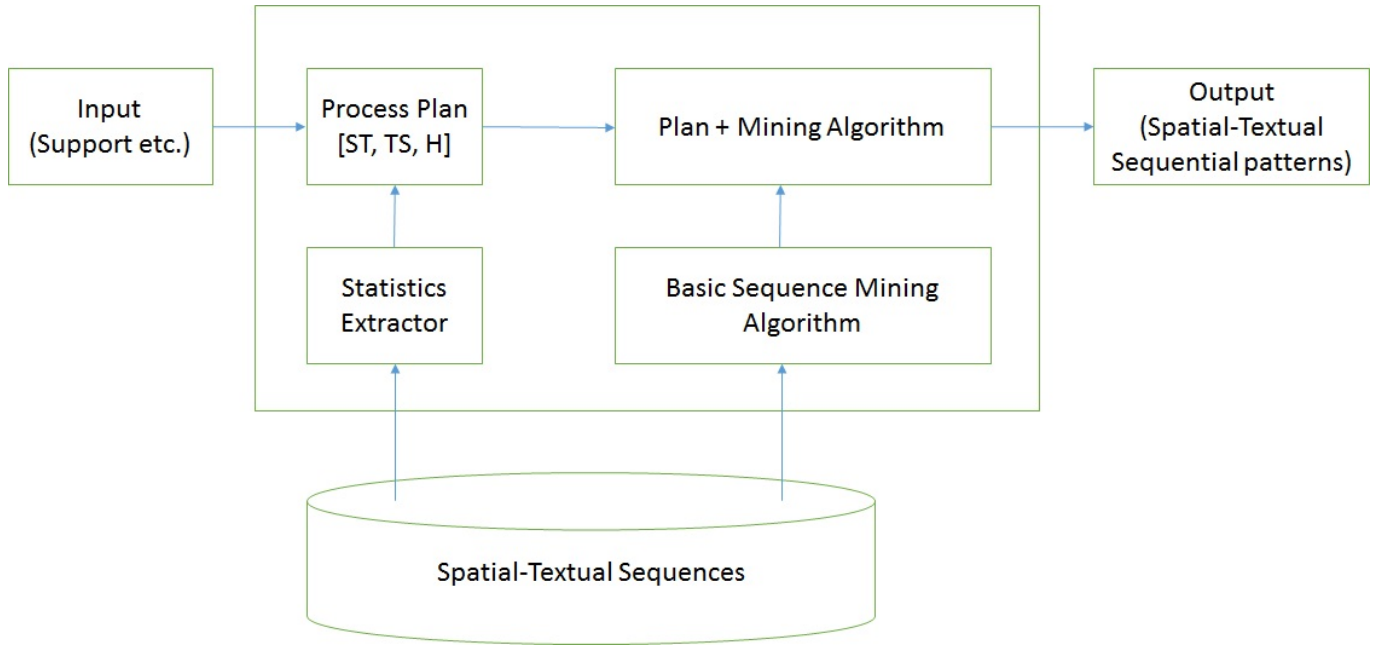 Input
(Support etc.)
Process Plan
[ST, TS, H]
Plan + Mining Algorithm
Output
(Spatial-Textual
Sequential patterns)
Statistics
Extractor
Basic Sequence Mining
Algorithm
Spatial-Textual Sequences